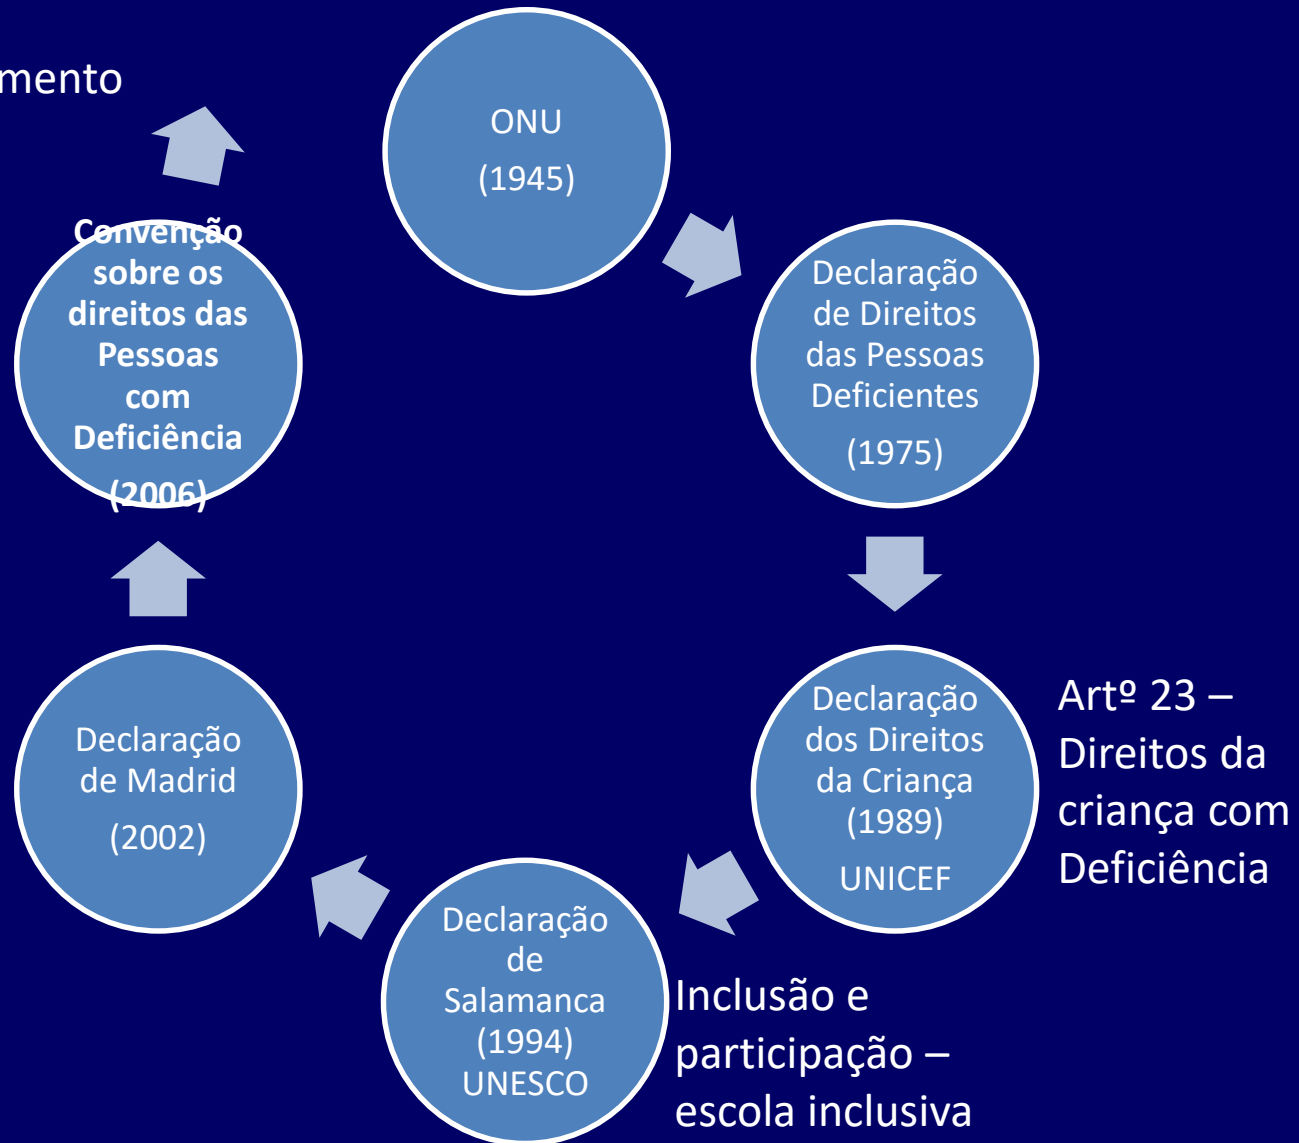 mento
ONU
(1945)
Declaração
de Direitos
das Pessoas
Deficientes
(1975)
Declaração
dos Direitos
da Criança
(1989)
UNICEF
Artº 23 –
Direitos da
criança com
Deficiência
Declaração
de
Salamanca
(1994)
UNESCO
Inclusão e
participação –
escola inclusiva
Declaração
de Madrid
(2002)
Convenção
sobre os
direitos das
Pessoas
com
Deficiência
(2006)